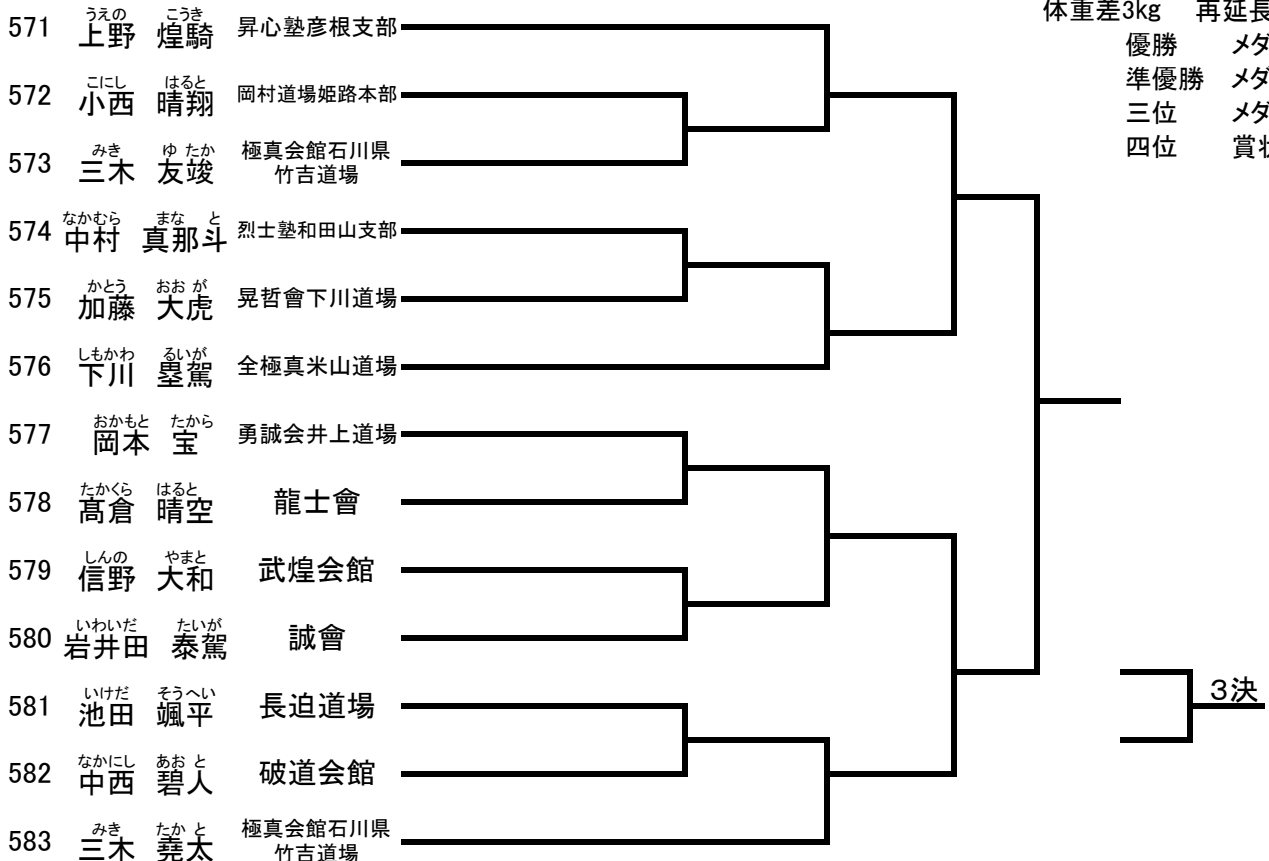 体重差3kg 再延長
優勝 メダ
準優勝 メダ
三位 メダ
四位 賞状
うえの こうき
571 上野 煌騎 昇心塾彦根支部
こにし はると
572 小西 晴翔 岡村道場姫路本部
みき ゆ たか
573 三木 友竣 極真会館石川県
竹吉道場
なかむら まな と
574 中村 真那斗 烈士塾和田山支部
かとう おお が
575 加藤 大虎 晃哲會下川道場
しもかわ るいが
576 下川 塁駕 全極真米山道場
おかもと たから
577 岡本 宝 勇誠会井上道場
たかくら はると
578 髙倉 晴空 龍士會
しんの やまと
579 信野 大和 武煌会館
いわいだ たいが
580 岩井田 泰駕 誠會
いけだ そうへい
581 池田 颯平 長迫道場
なかにし あお と
582 中西 碧人 破道会館
みき たか と
583 三木 堯太 極真会館石川県
竹吉道場
3決